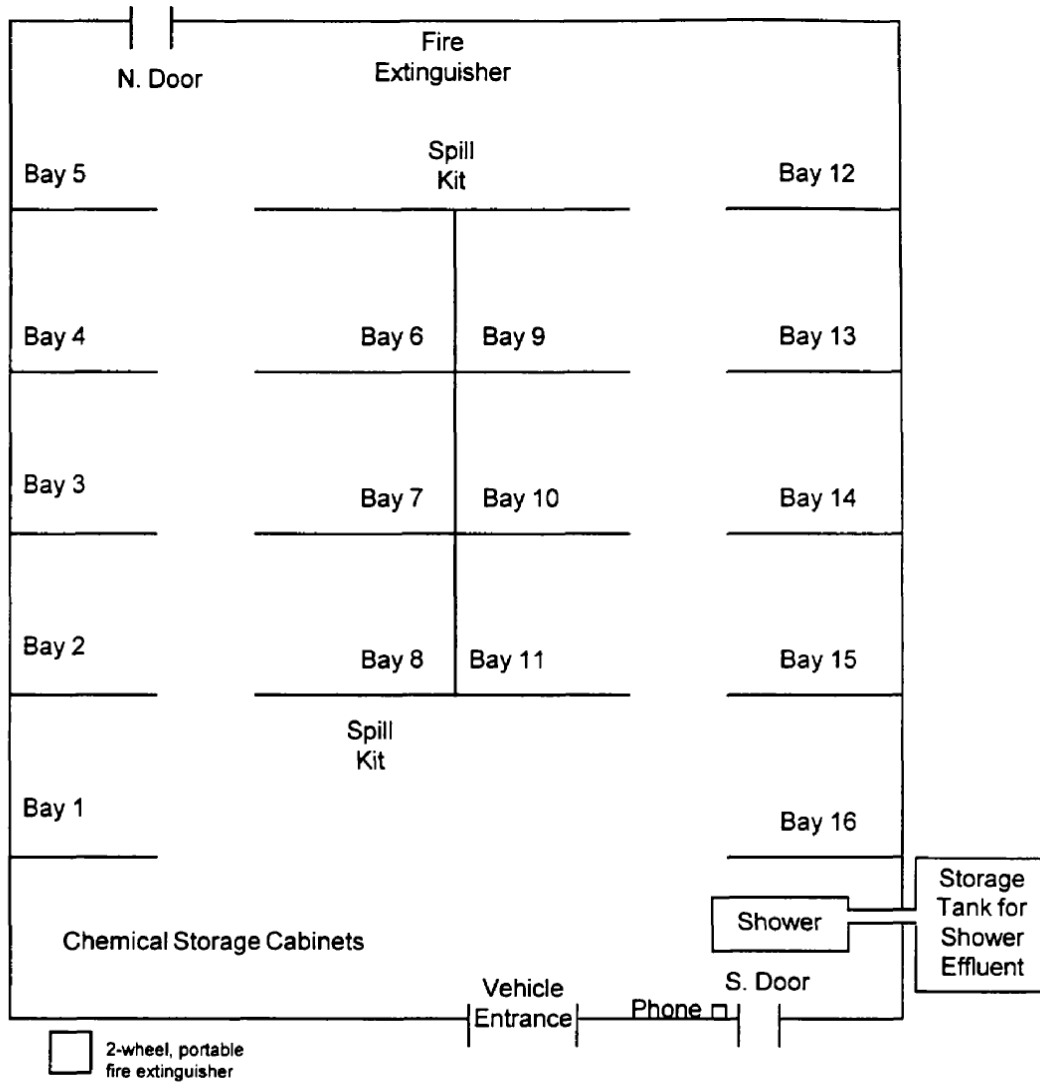 N. Door
Fire
Extinguisher
Bay 5
Spill
Kit
Bay 12
Bay 4
Bay 6
Bay 9
Bay 13
Bay 3
Bay 7
Bay 10
Bay 14
Bay 2
Bay 8
Bay 11
Bay 15
Spill
Kit
Bay 1
Bay 16
Chemical Storage Cabinets
Shower
Storage
Tank for
Shower
Effluent
Vehicle
Entrance
Phone
S. Door
2-wheel, portable
fire extinguisher